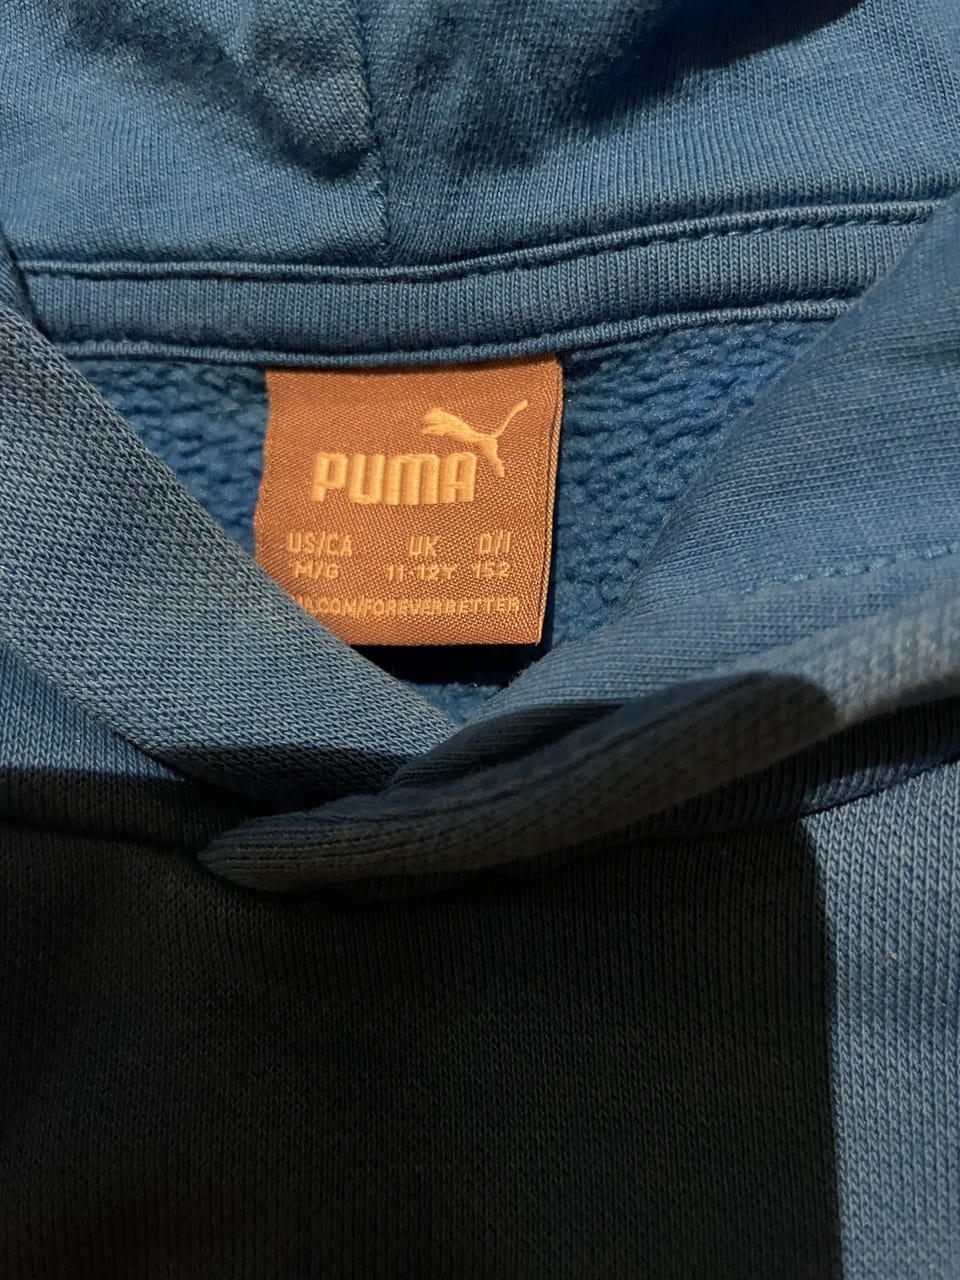 PUMA
US/CA UK D/I
M/G 11-12Y 152
.COM/FOREVERBETTER